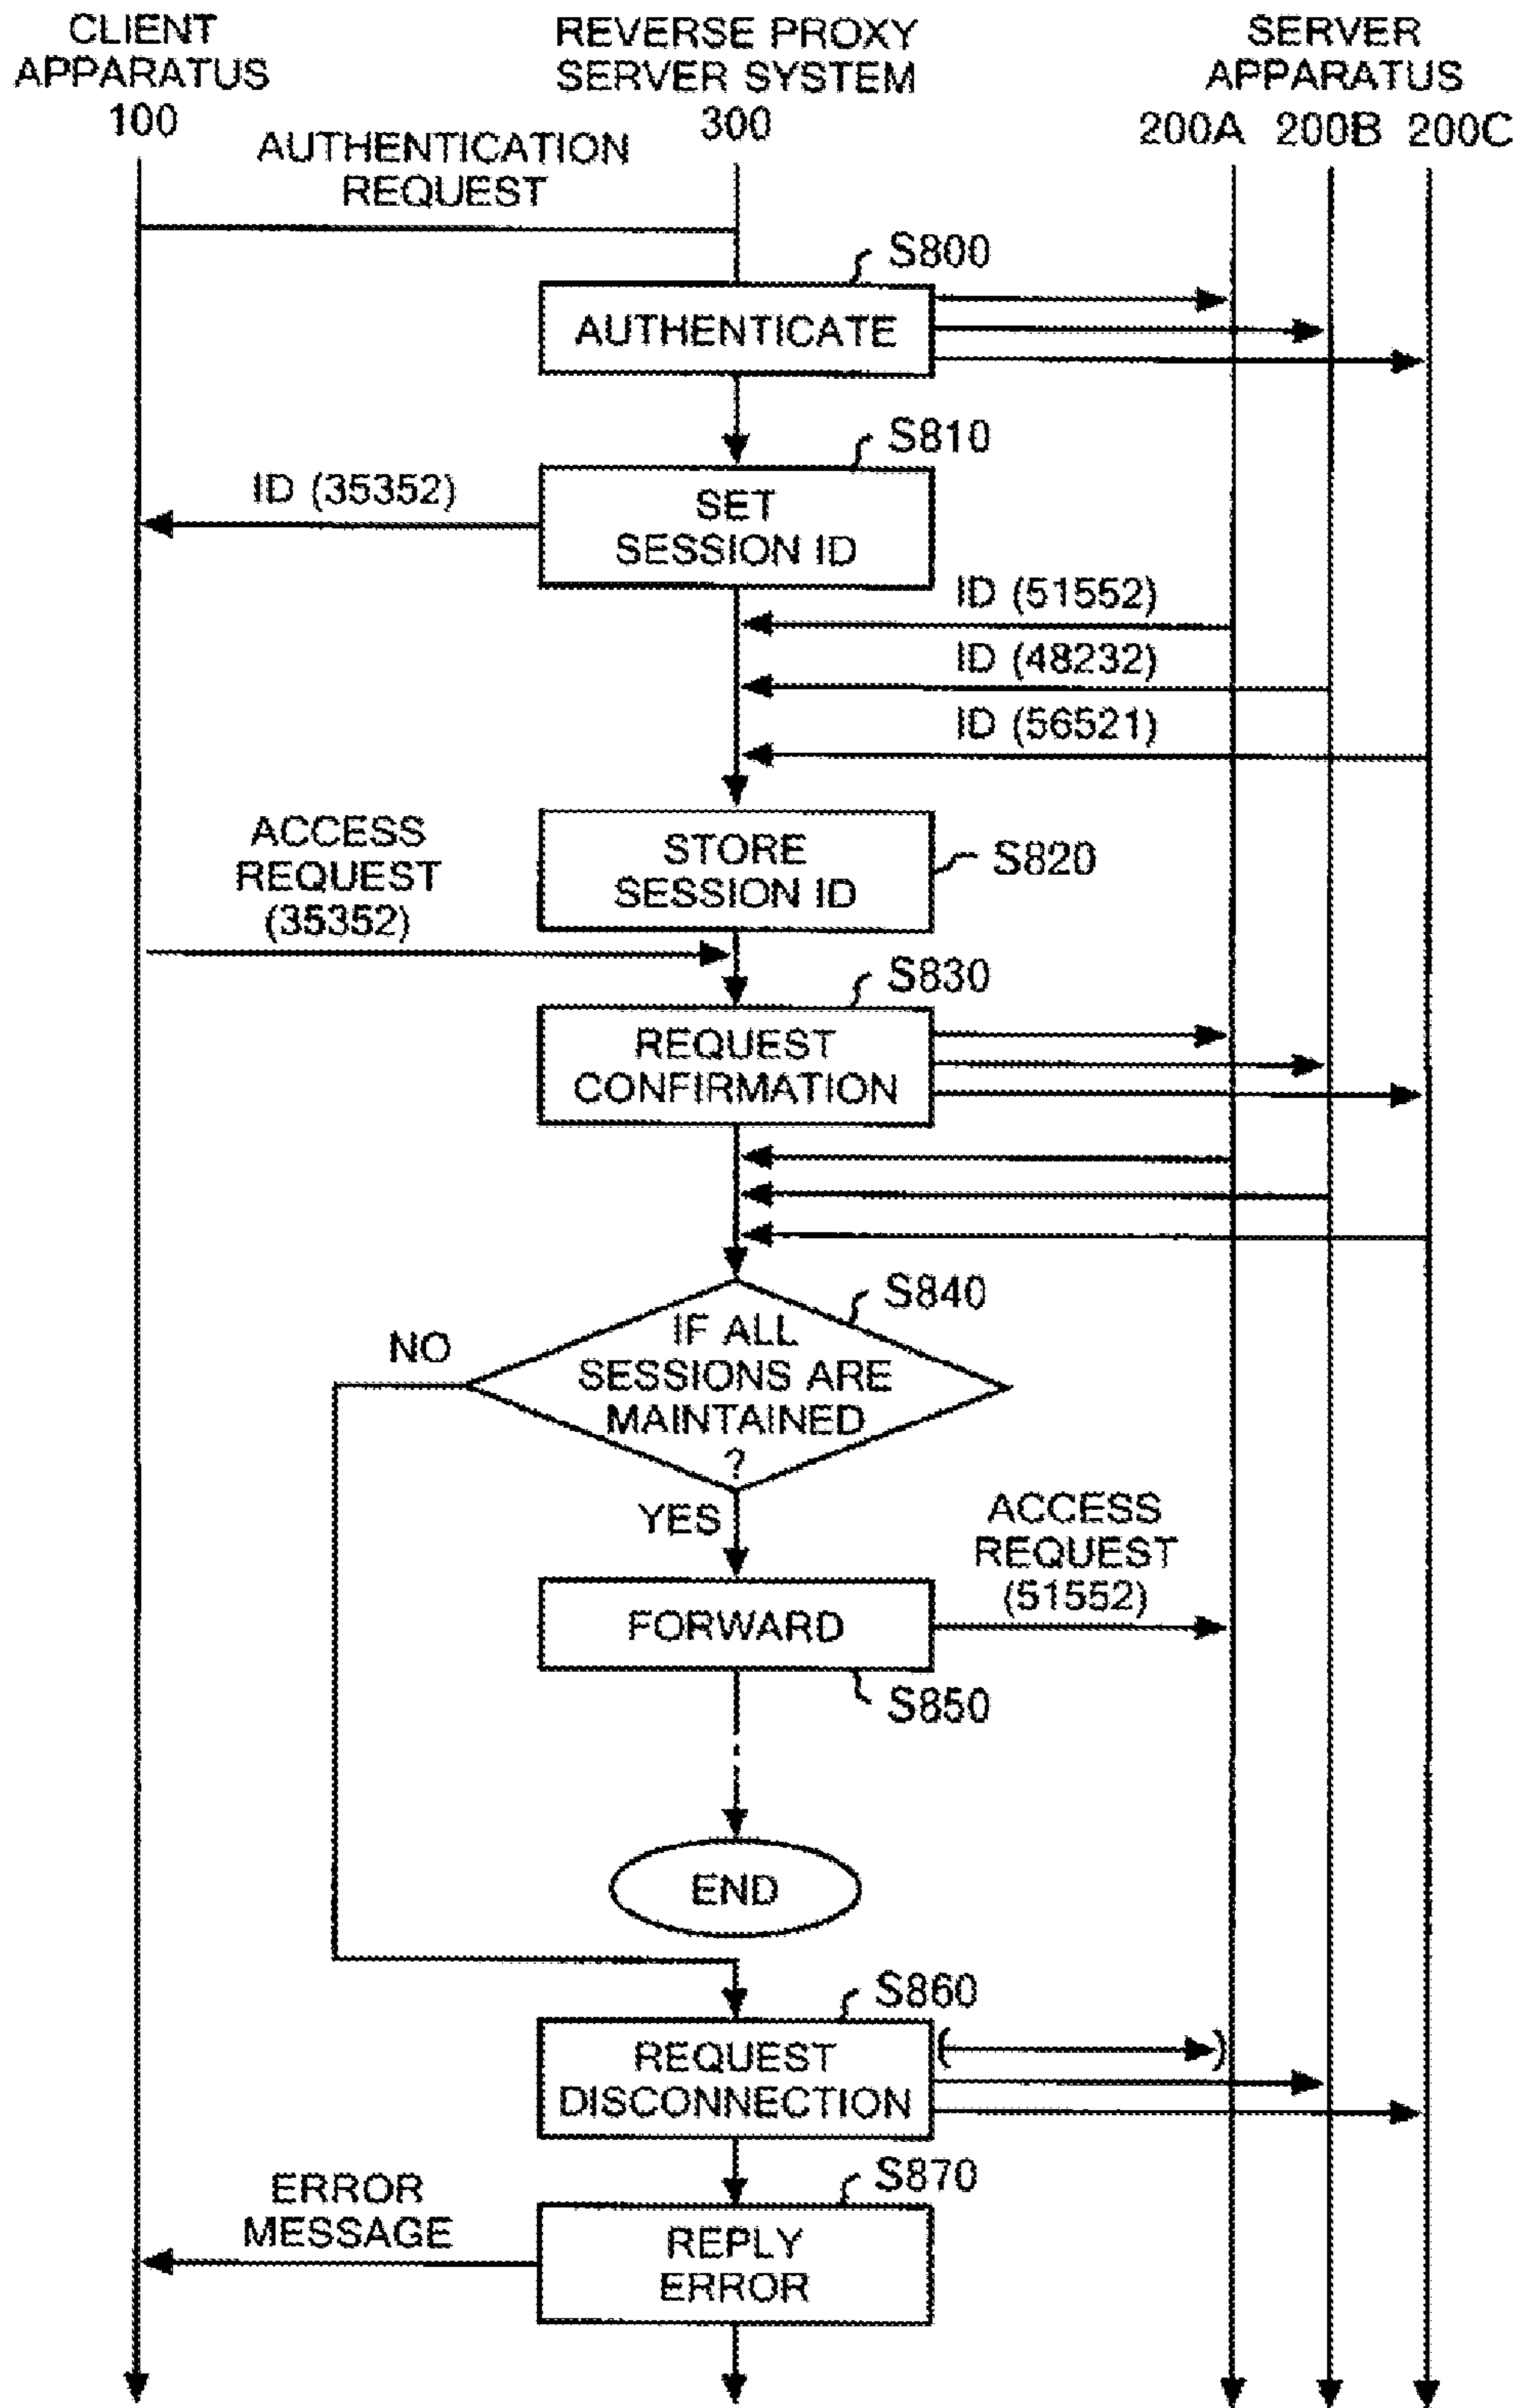 CLIENT
APPARATUS
100
REVERSE PROXY
SERVER SYSTEM
300
SERVER
APPARATUS
200A 200B 200C
AUTHENTICATION
REQUEST
S800
AUTHENTICATE
S810
ID (35352)
SET
SESSION ID
ID (51552)
ID (48232)
ID (56521)
ACCESS
REQUEST
(35352)
STORE
SESSION ID
S820
S830
REQUEST
CONFIRMATION
S840
NO
IF ALL
SESSIONS ARE
MAINTAINED
?
YES
ACCESS
REQUEST
(51552)
FORWARD
S850
END
S860
REQUEST
DISCONNECTION
S870
ERROR
MESSAGE
REPLY
ERROR